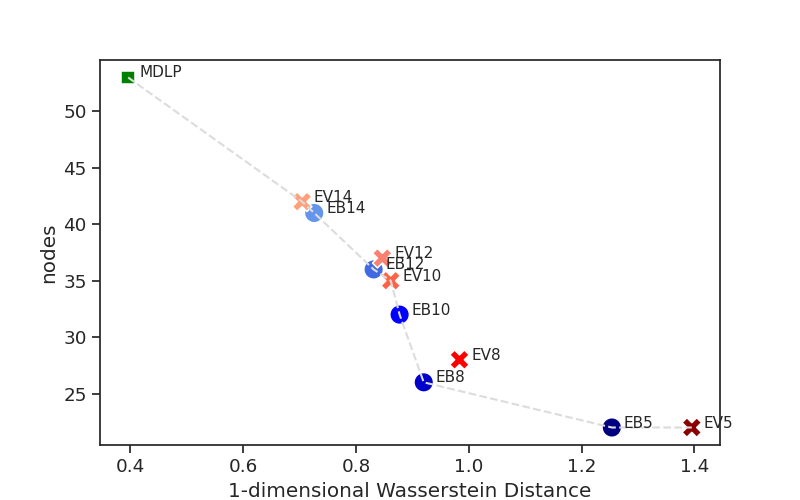 MDLP
50
45
EV14
EB14
40
nodes
EV12
EB12
EV10
35
EB10
30
EV8
EB8
25
EB5
EV5
0.4 0.6 0.8 1.0 1.2 1.4
1-dimensional Wasserstein Distance